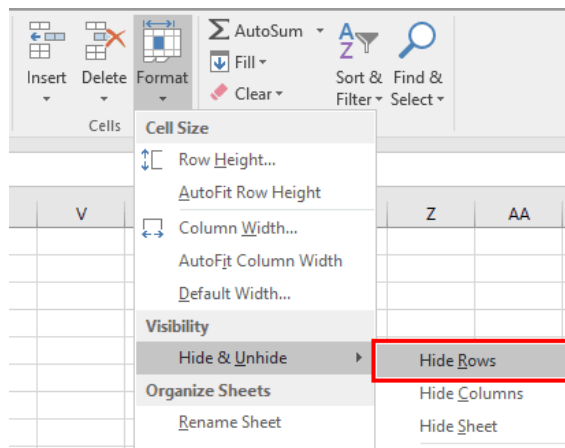 AutoSum
Fill
Clear
Insert Delete Format
Sort & Filter
Find & Select
Cells
Cell Size
Row Height...
AutoFit Row Height
Column Width...
AutoFit Column Width
Default Width...
Visibility
Hide & Unhide
Organize Sheets
Rename Sheet
V Z AA
Hide Rows
Hide Columns
Hide Sheet